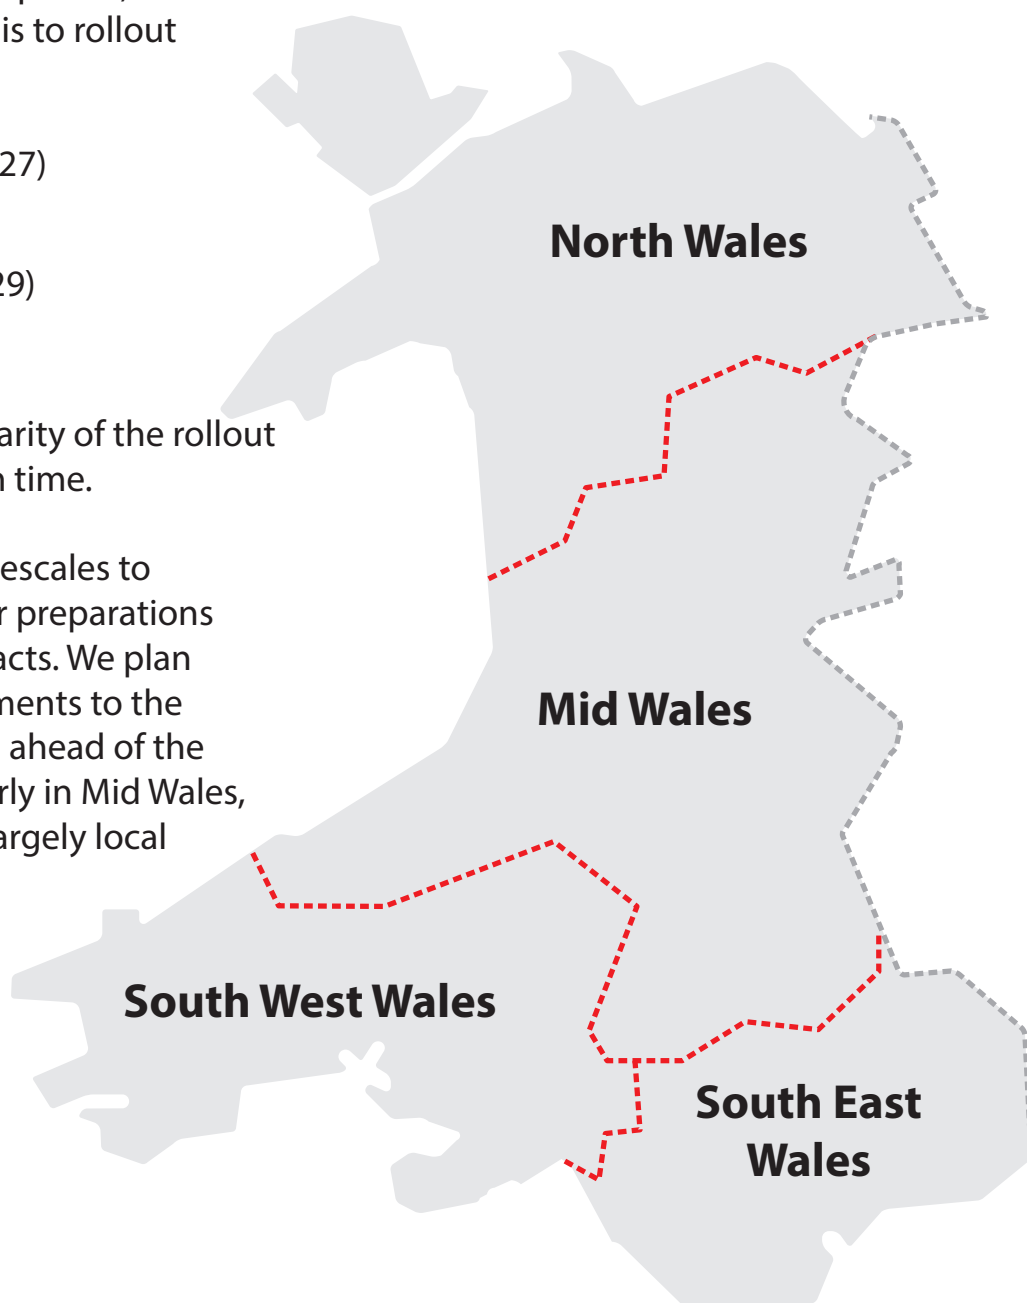 is to rollout
27)
North Wales
29)
arity of the rollout
n time.
escales to
r preparations
acts. We plan
Mid Wales
ments to the
ahead of the
rly in Mid Wales,
argely local
South West Wales
South East
Wales